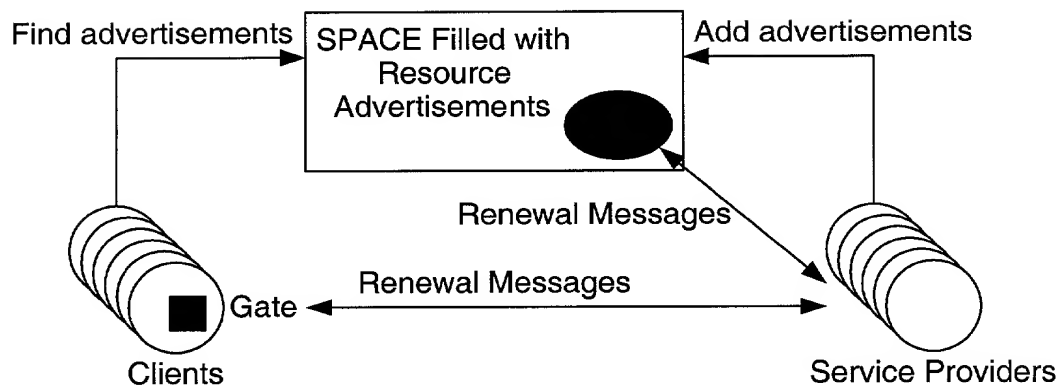 Find advertisements
SPACE Filled with
Resource
Advertisements
Add advertisements
Renewal Messages
Renewal Messages
Gate
Clients
Service Providers